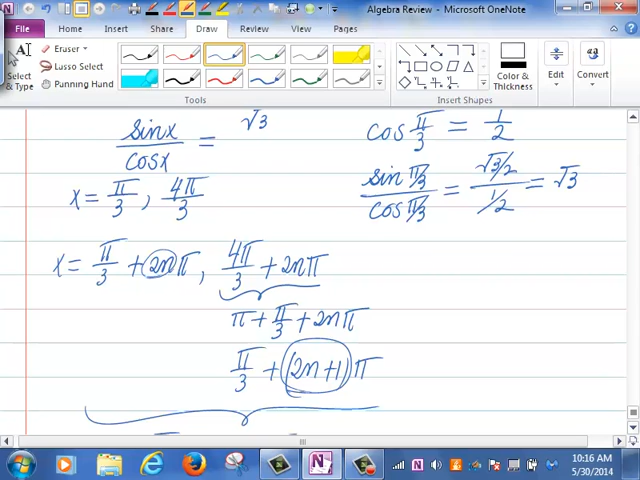 Algebra Review - Microsoft OneNote
File Home Insert Share Draw History Review View Pages
Select & Type
Eraser
Lasso Select
Panning Hand
Color & Thickness
Edit
Convert
Tools
Insert Shapes
sinx/cosx = √3
cos π/3 = 1/2
x = π/3, 4π/3
sin π/3 / cos π/3 = √3/2 / 1/2 = √3
x = π/3 + 2nπ, 4π/3 + 2nπ
π + π/3 + 2nπ
π/3 + (2n+1)π
10:16 AM
5/30/2014